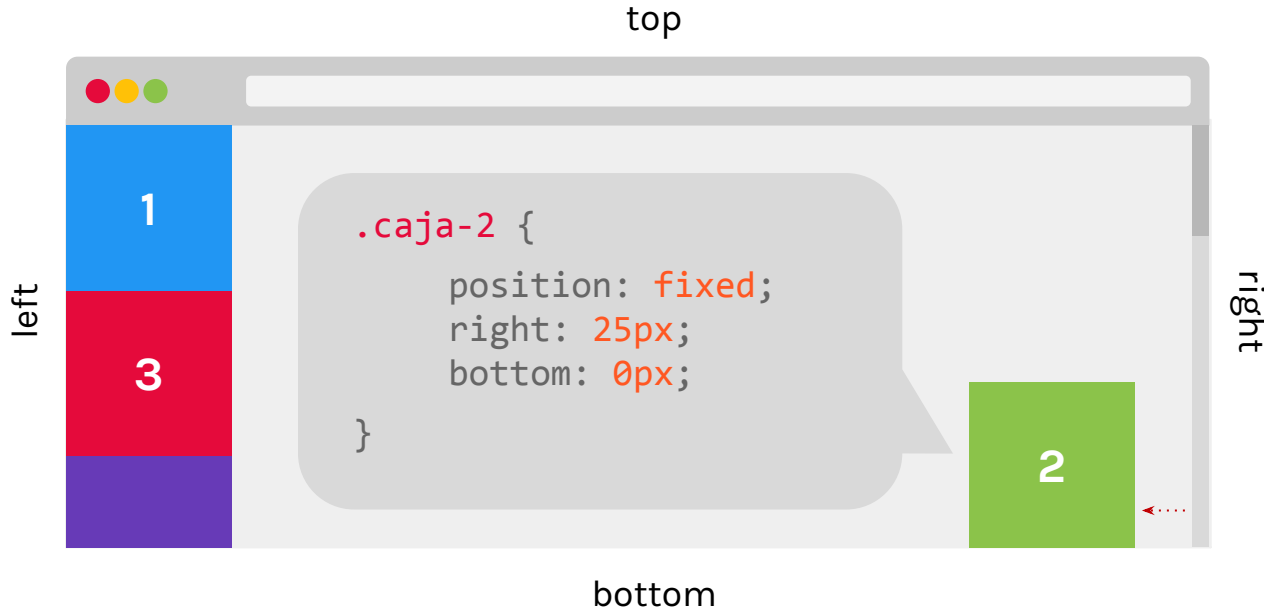 top
1
.caja-2 {
position: fixed;
right: 25px;
bottom: 0px;
}
left
right
3
2
bottom